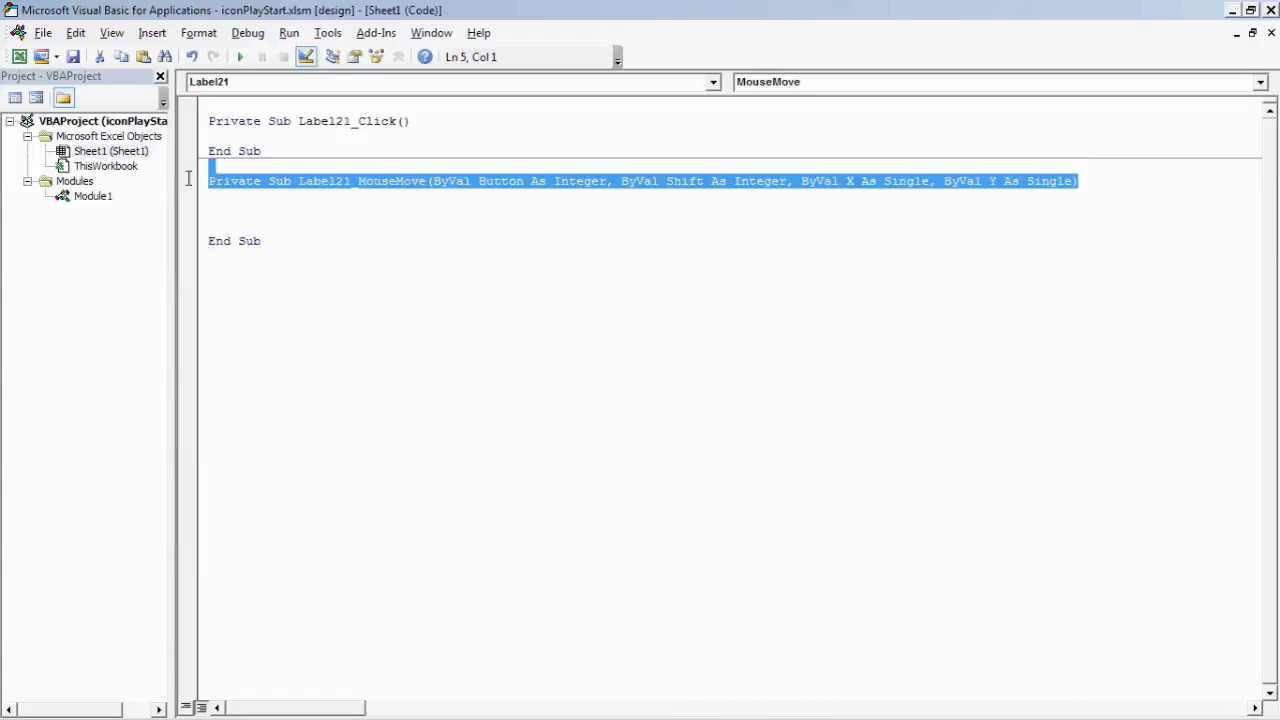 Microsoft Visual Basic for Applications - iconPlayStart.xlsm [design] - [Sheet1 (Code)]
File Edit View Insert Format Debug Run Tools Add-Ins Window Help
Ln 5, Col 1
Project - VBAProject
Label21 MouseMove
VBAProject (iconPlaySta
Microsoft Excel Objects
Sheet1 (Sheet1)
ThisWorkbook
Modules
Module1
Private Sub Label21_Click()
End Sub
Private Sub Label21_MouseMove(ByVal Button As Integer, ByVal Shift As Integer, ByVal X As Single, ByVal Y As Single)
End Sub